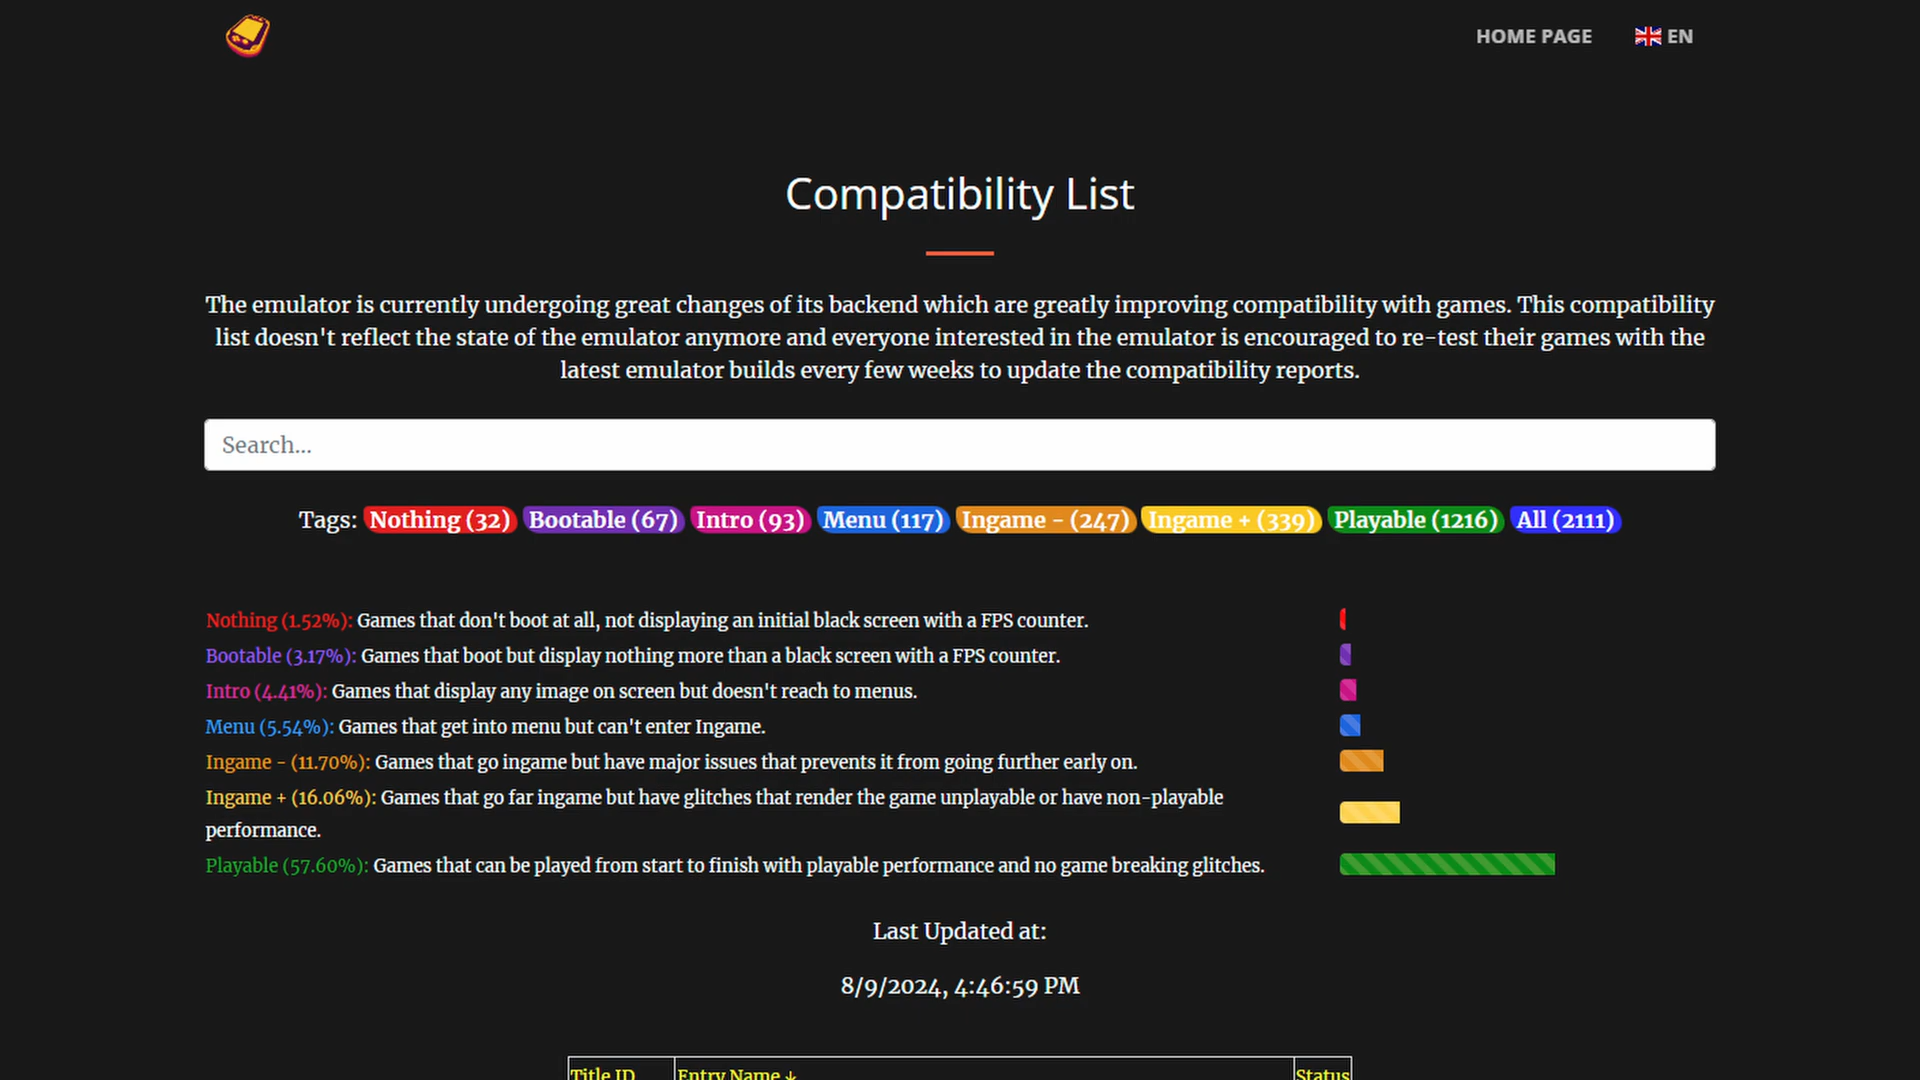 HOME PAGE EN
Compatibility List
The emulator is currently undergoing great changes of its backend which are greatly improving compatibility with games. This compatibility
list doesn't reflect the state of the emulator anymore and everyone interested in the emulator is encouraged to re-test their games with the
latest emulator builds every few weeks to update the compatibility reports.
Search...
Tags: Nothing (32) Bootable (67) Intro (93) Menu (117) Ingame - (247) Ingame + (339) Playable (1216) All (2111)
Nothing (1.52%): Games that don't boot at all, not displaying an initial black screen with a FPS counter.
Bootable (3.17%): Games that boot but display nothing more than a black screen with a FPS counter.
Intro (4.41%): Games that display any image on screen but doesn't reach to menus.
Menu (5.54%): Games that get into menu but can't enter Ingame.
Ingame - (11.70%): Games that go ingame but have major issues that prevents it from going further early on.
Ingame + (16.06%): Games that go far ingame but have glitches that render the game unplayable or have non-playable
performance.
Playable (57.60%): Games that can be played from start to finish with playable performance and no game breaking glitches.
Last Updated at:
8/9/2024, 4:46:59 PM
Title ID Entry Name ↓ Status